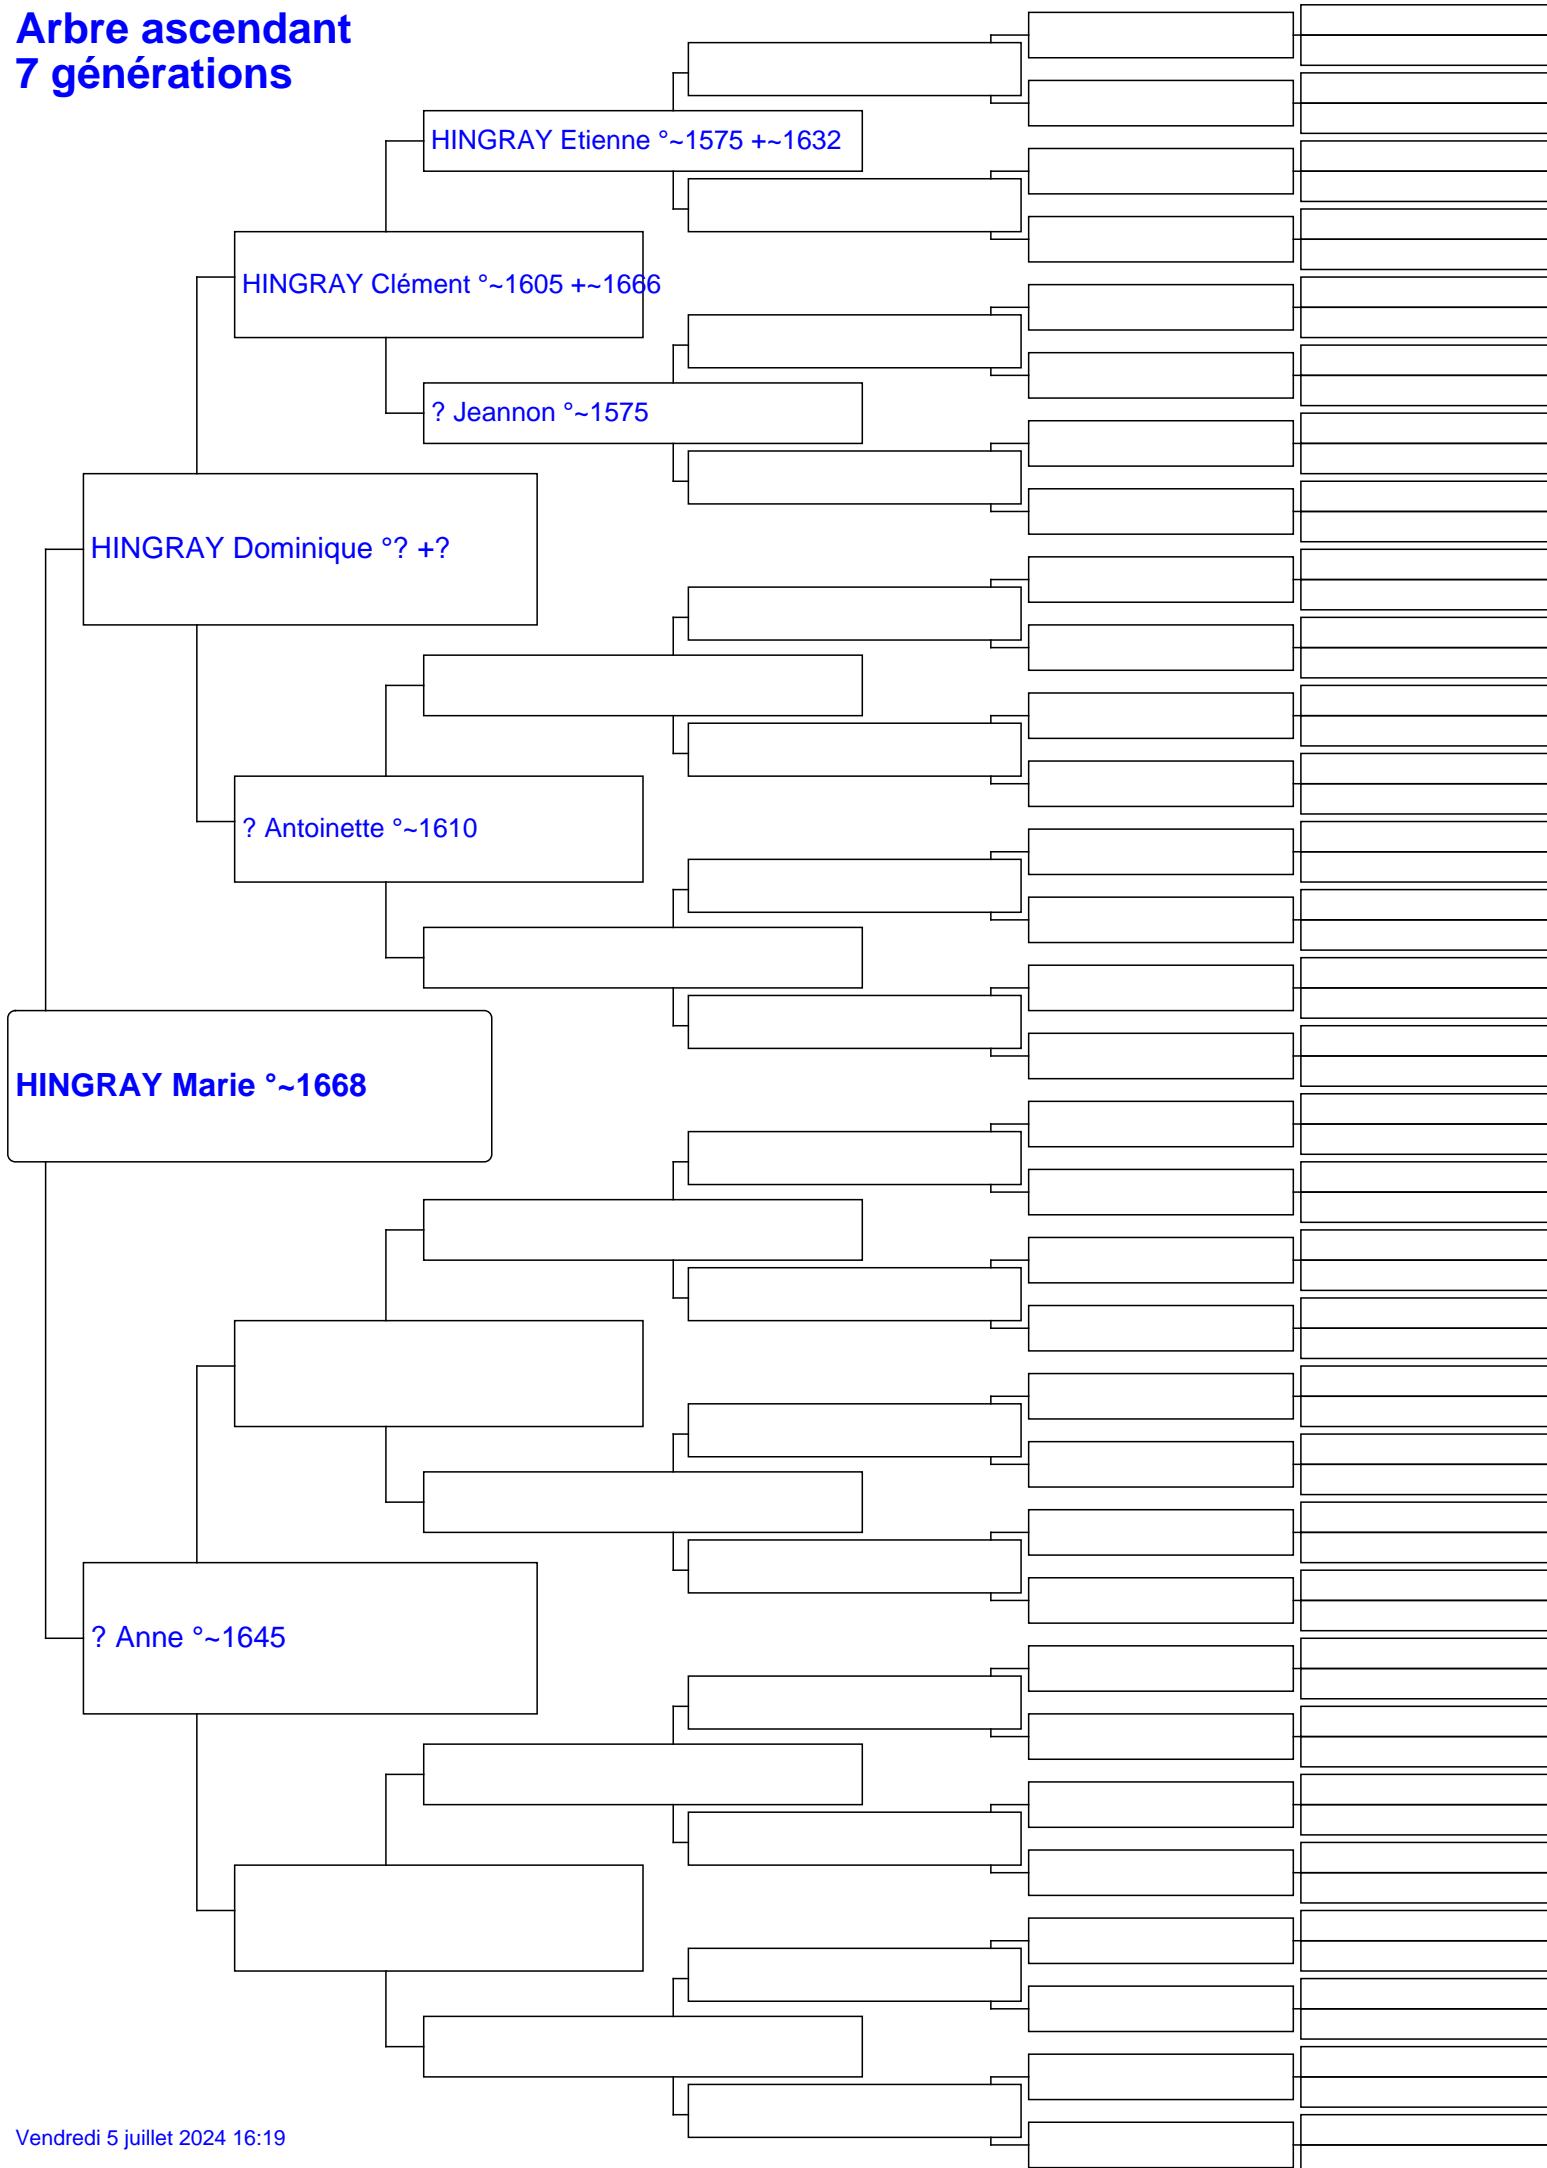 Arbre ascendant
7 générations
HINGRAY Etienne °~1575 +~1632
HINGRAY Clément °~1605 +~1666
? Jeannon °~1575
HINGRAY Dominique °? +?
? Antoinette °~1610
HINGRAY Marie °~1668
? Anne °~1645
Vendredi 5 juillet 2024 16:19